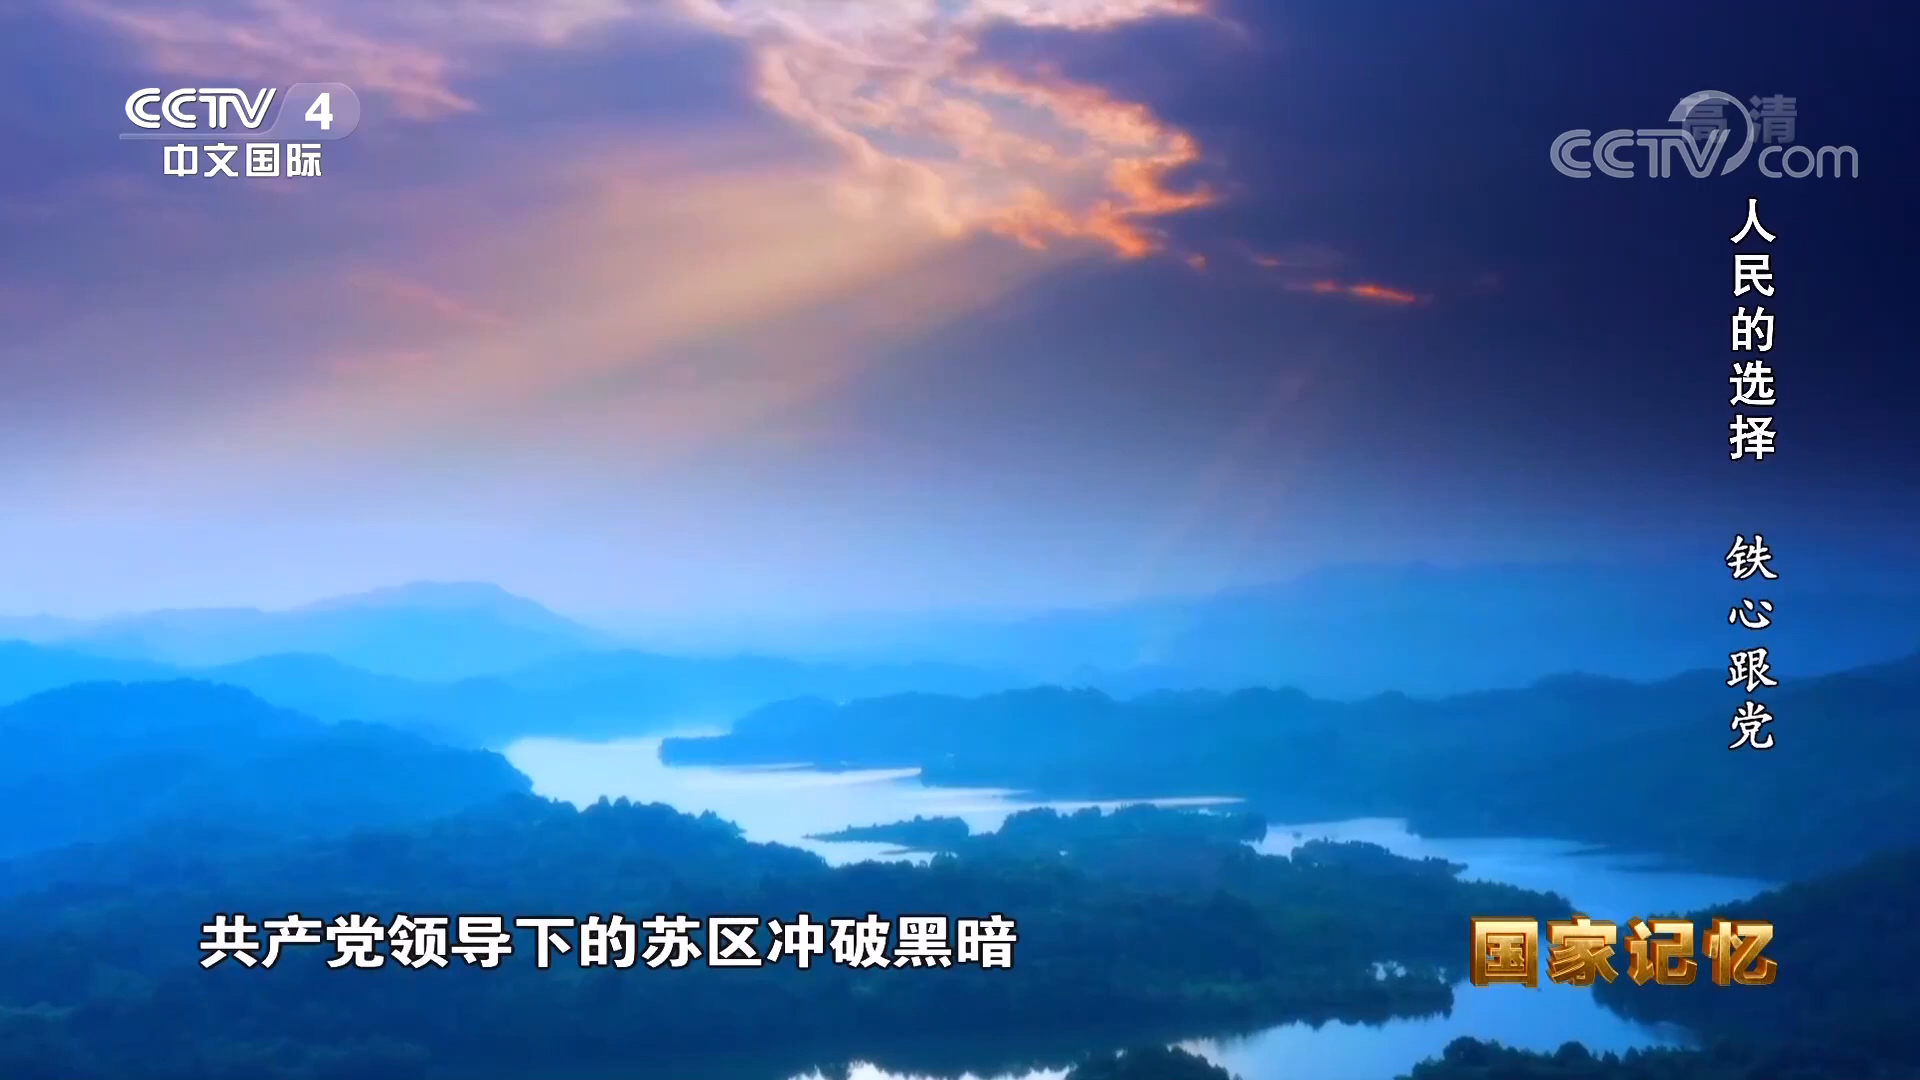 CCTV 4
中文国际
高清
CCTV com
人民的选择 铁心跟党
共产党领导下的苏区冲破黑暗
国家记忆